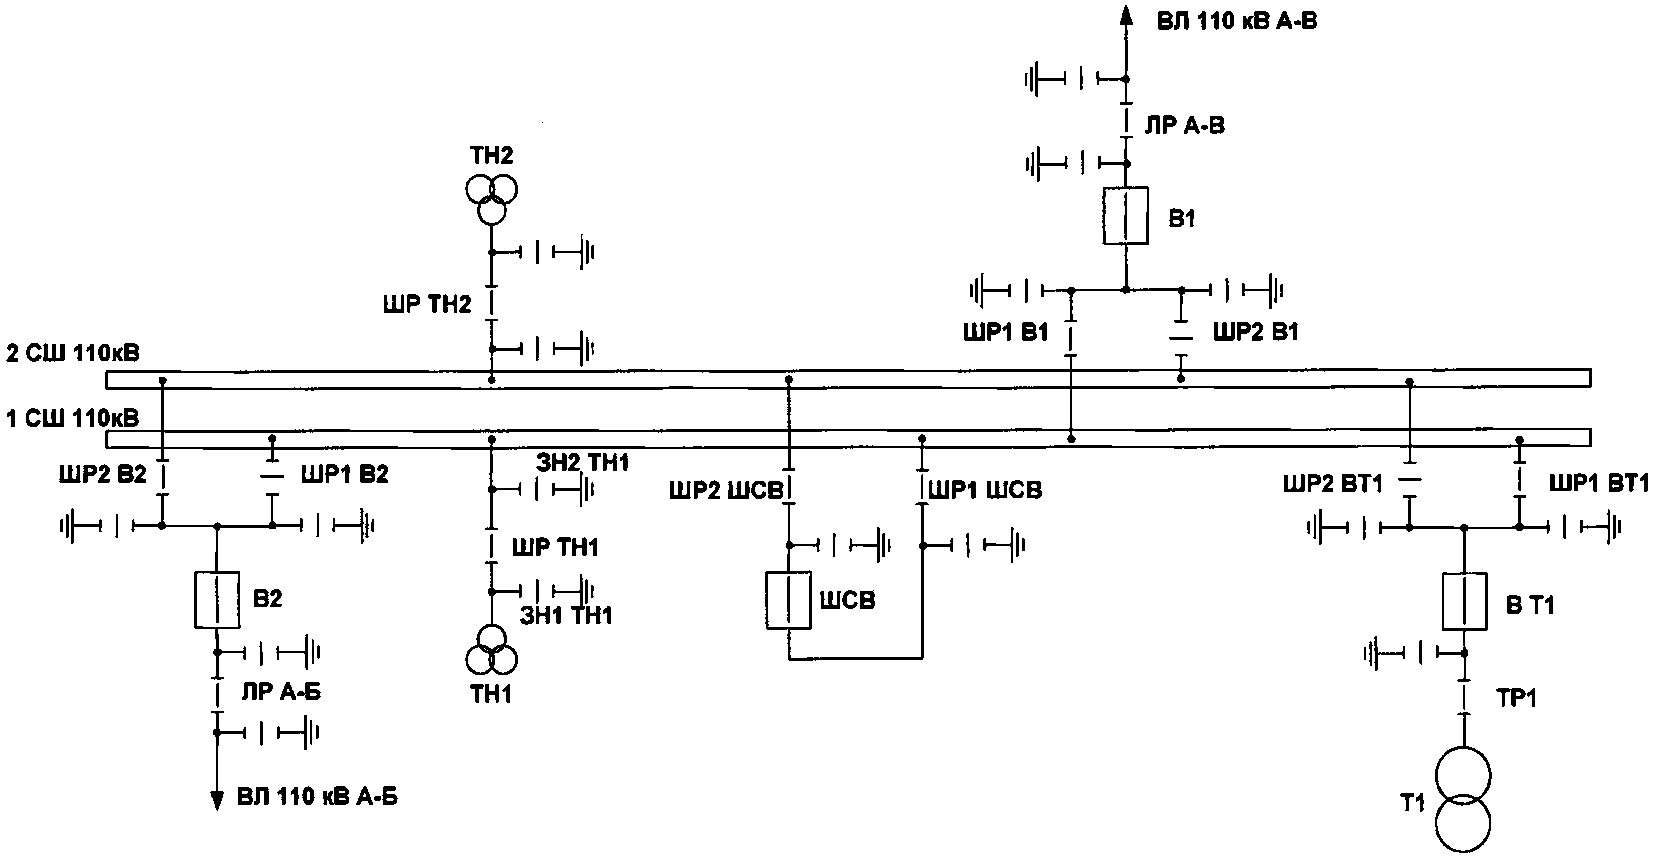 ВЛ 110 кВ А-В
ЛР А-В
ТН2
В1
ШР ТН2
ШР1 В1
ШР2 В1
2 СШ 110кВ
1 СШ 110кВ
ШР2 В2
ШР1 В2
ЗН2 ТН1
ШР2 ШСВ
ШР1 ШСВ
ШР2 ВТ1
ШР1 ВТ1
ШР ТН1
В2
ЗН1 ТН1
ШСВ
В Т1
ЛР А-Б
ТН1
ТР1
ВЛ 110 кВ А-Б
Т1